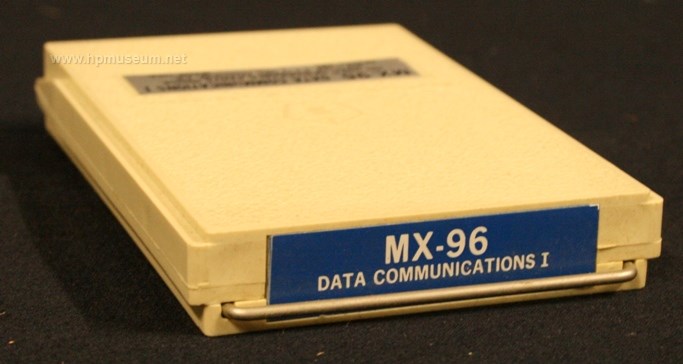 www.hpmuseum.net
MX-96
DATA COMMUNICATIONS I